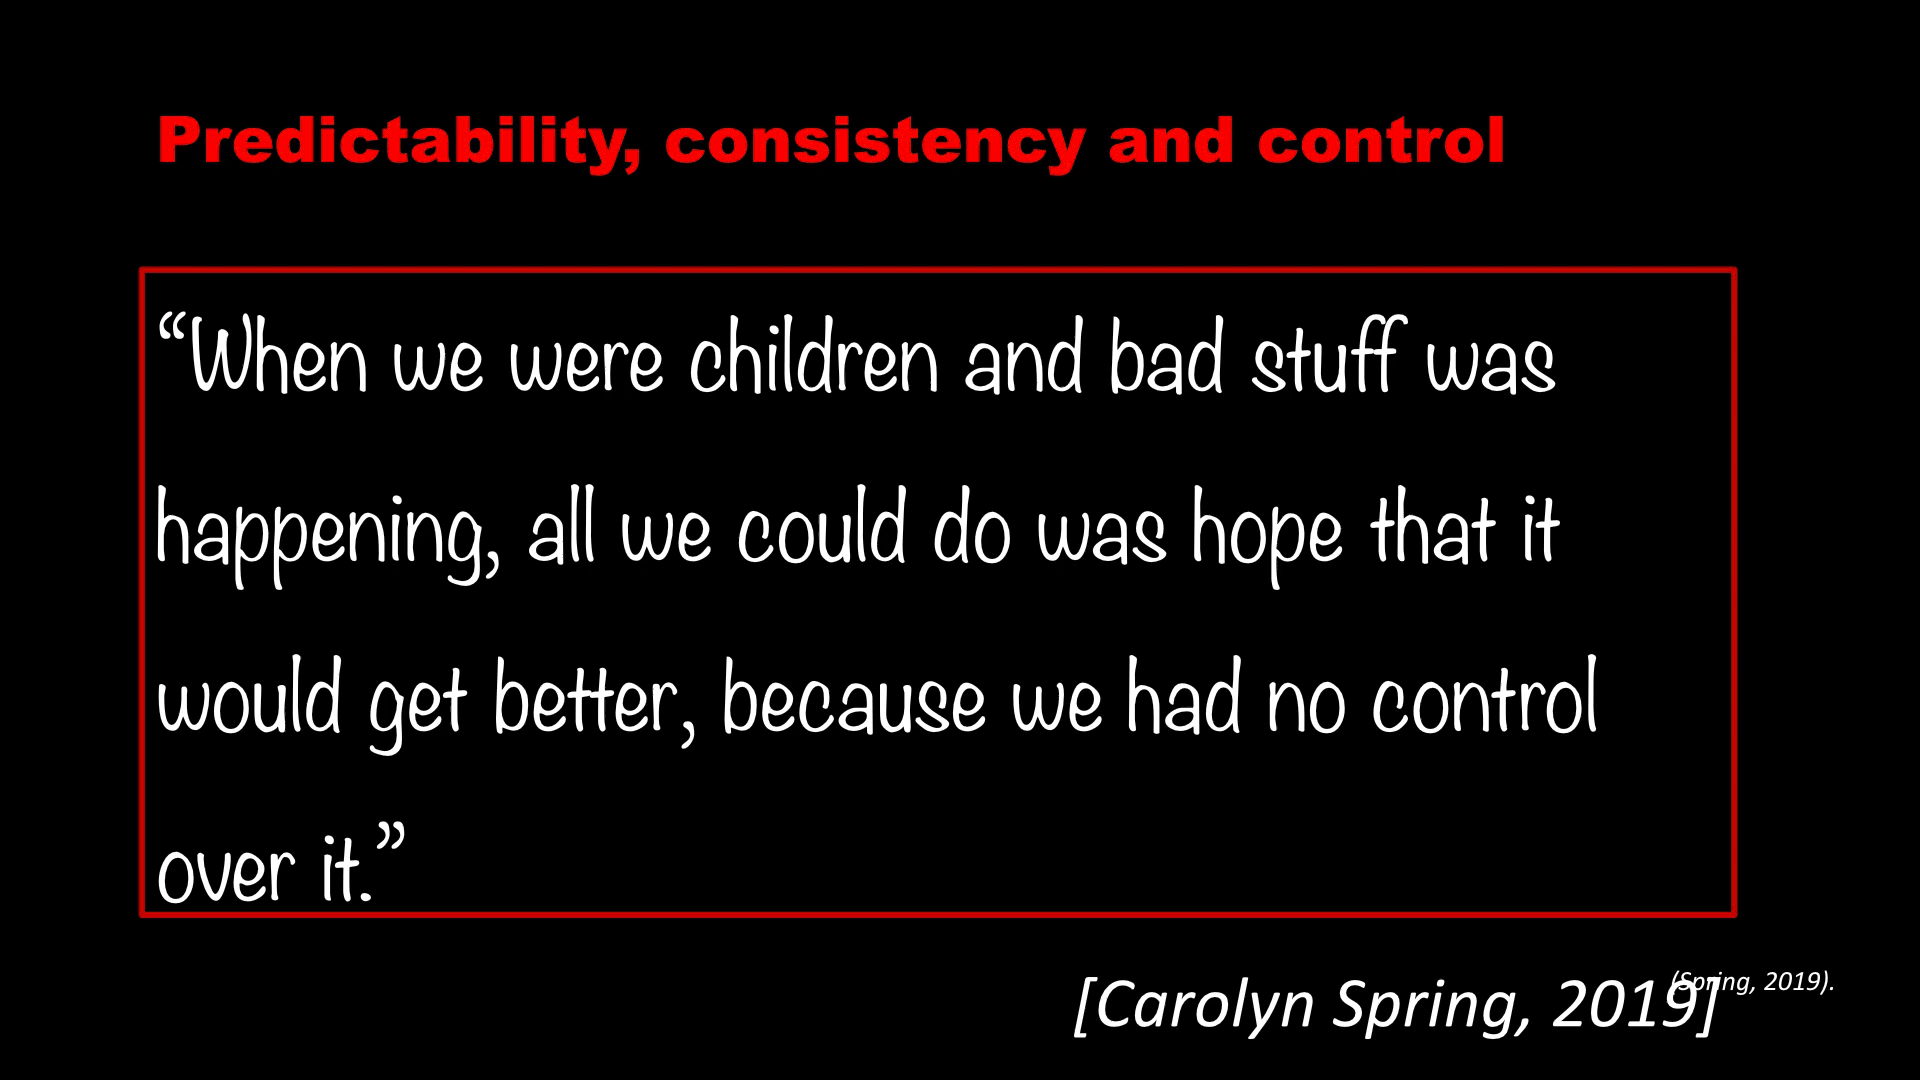 Predictability, consistency and control
“When we were children and bad stuff was
happening, all we could do was hope that it
would get better, because we had no control
over it.”
[Carolyn Spring, 2019]
(Spring, 2019).